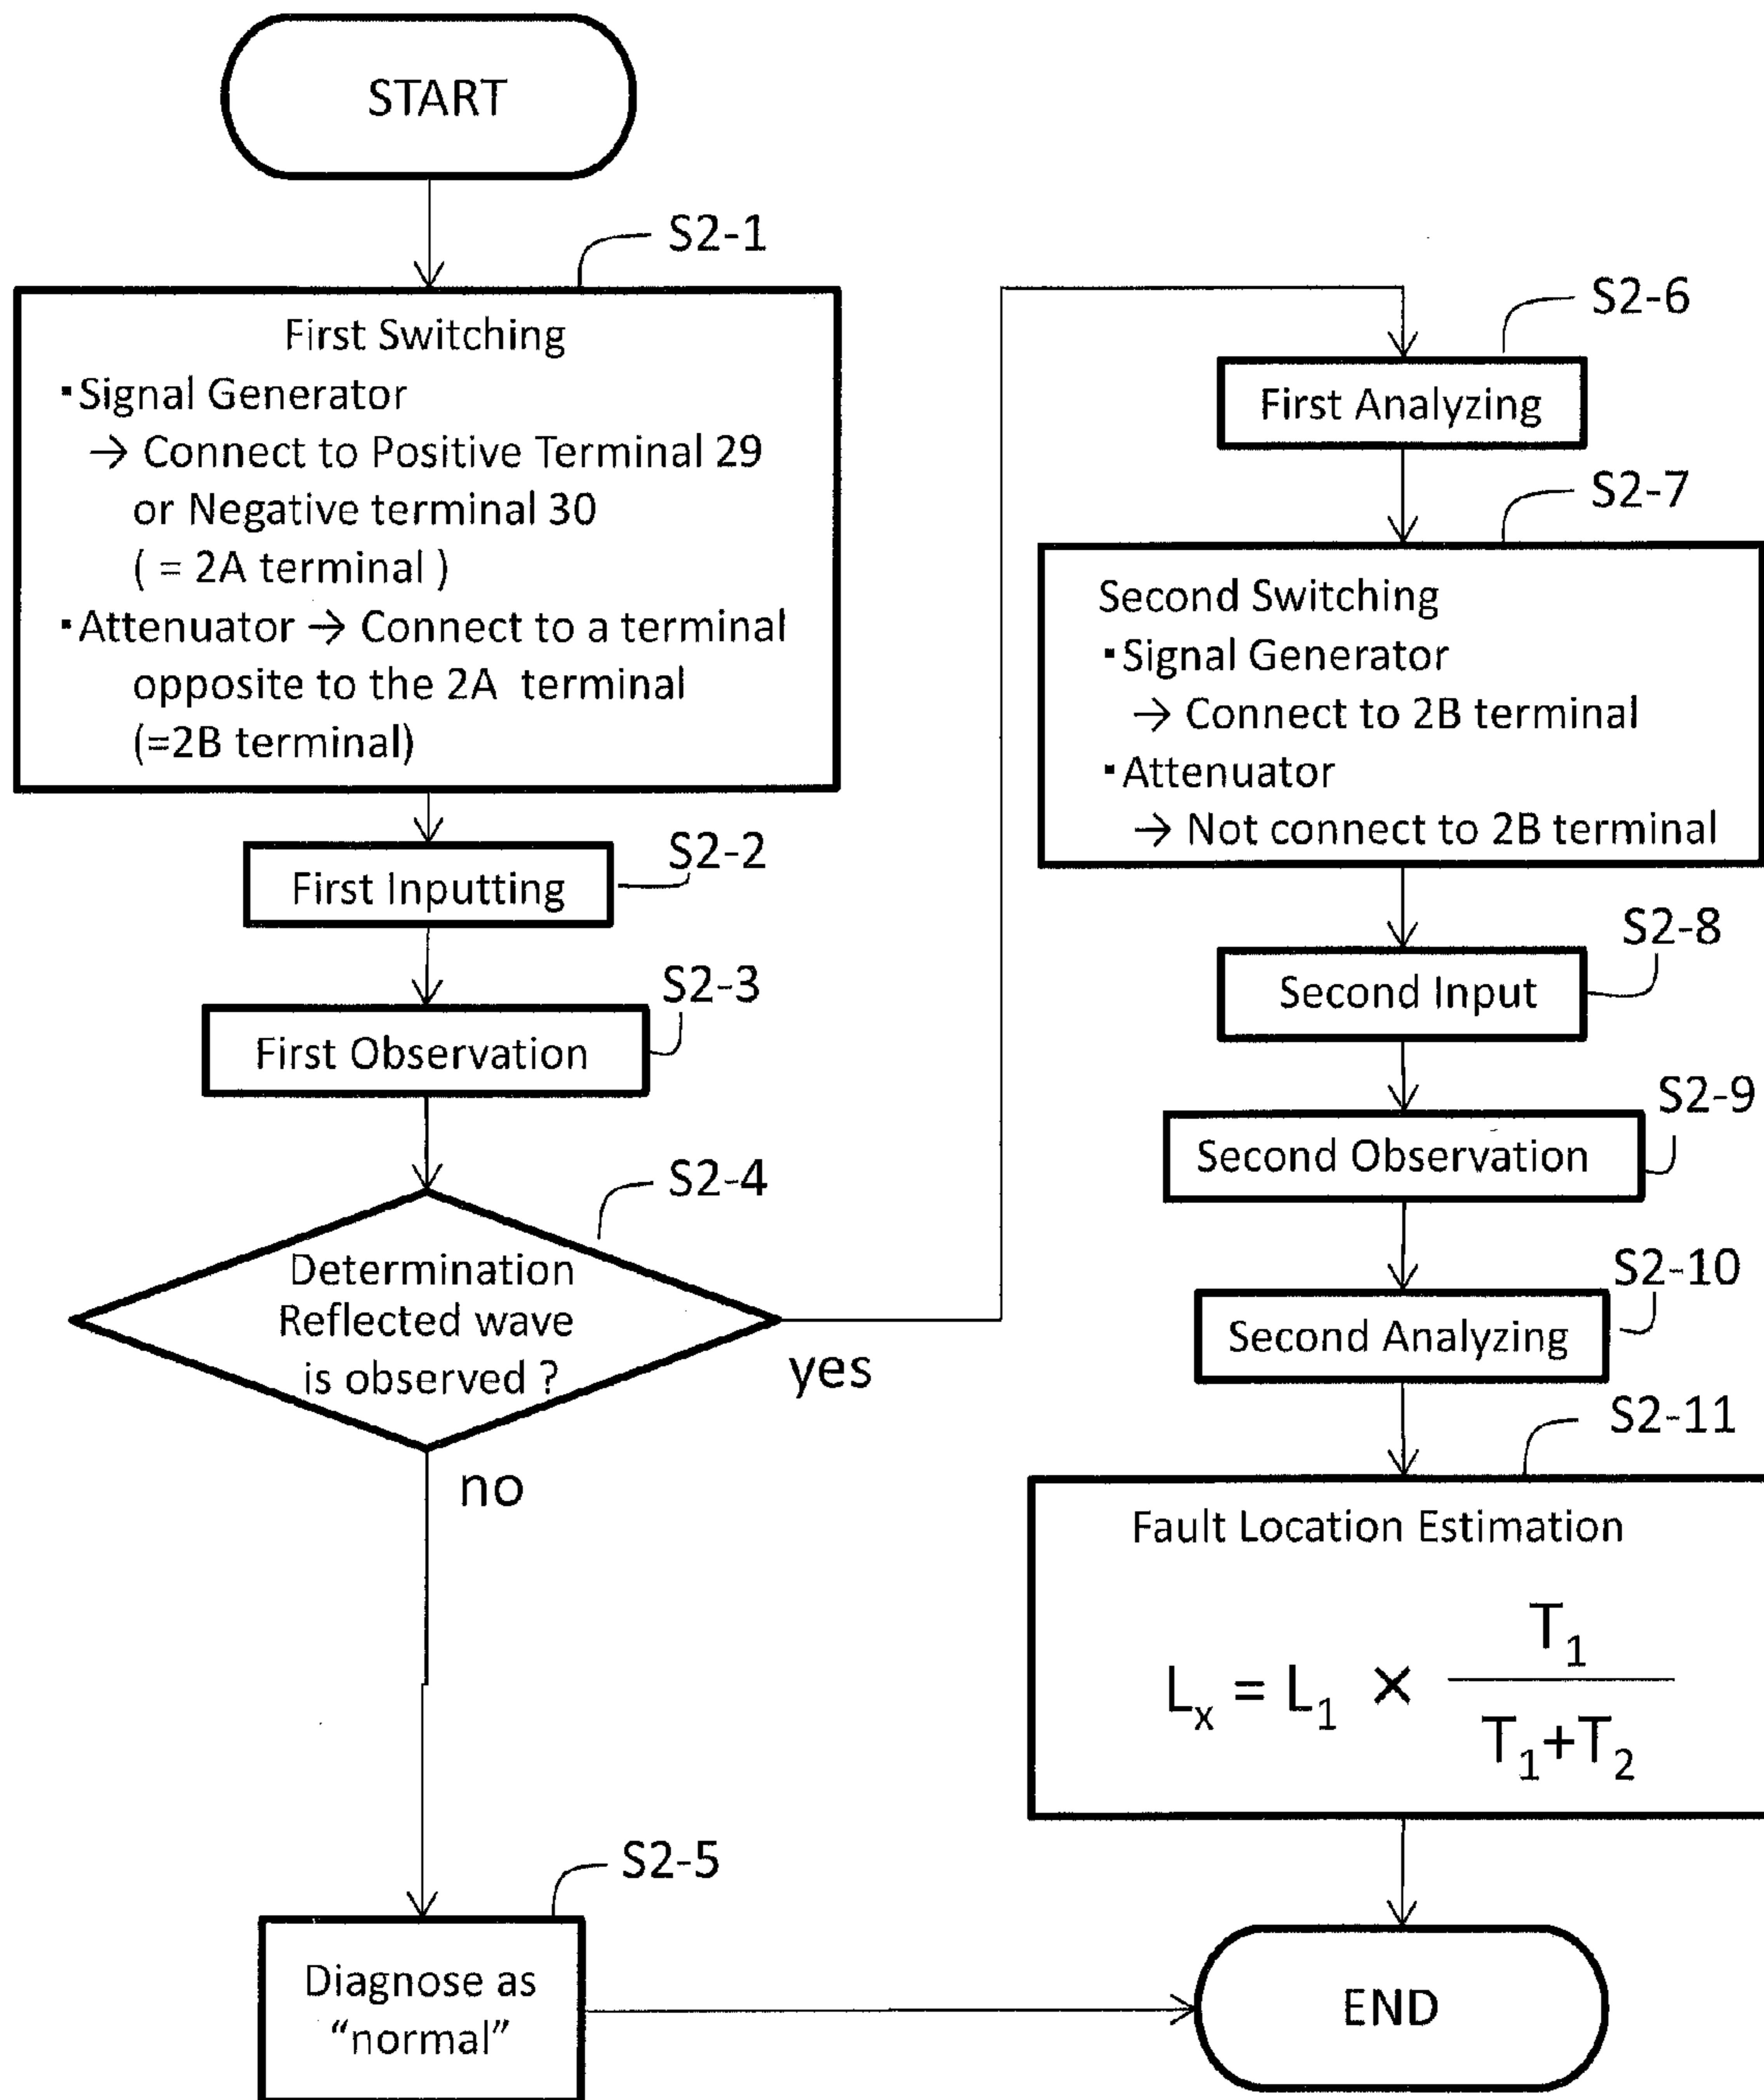 START
S2-1
First Switching
▪Signal Generator
→ Connect to Positive Terminal 29
or Negative terminal 30
( = 2A terminal )
▪Attenuator → Connect to a terminal
opposite to the 2A terminal
(=2B terminal)
S2-2
First Inputting
S2-3
First Observation
S2-4
Determination
Reflected wave
is observed ?
yes
no
S2-5
Diagnose as
“normal”
S2-6
First Analyzing
S2-7
Second Switching
▪Signal Generator
→ Connect to 2B terminal
▪Attenuator
→ Not connect to 2B terminal
S2-8
Second Input
S2-9
Second Observation
S2-10
Second Analyzing
S2-11
Fault Location Estimation
T1
Lx = L1 ×
T1+T2
END